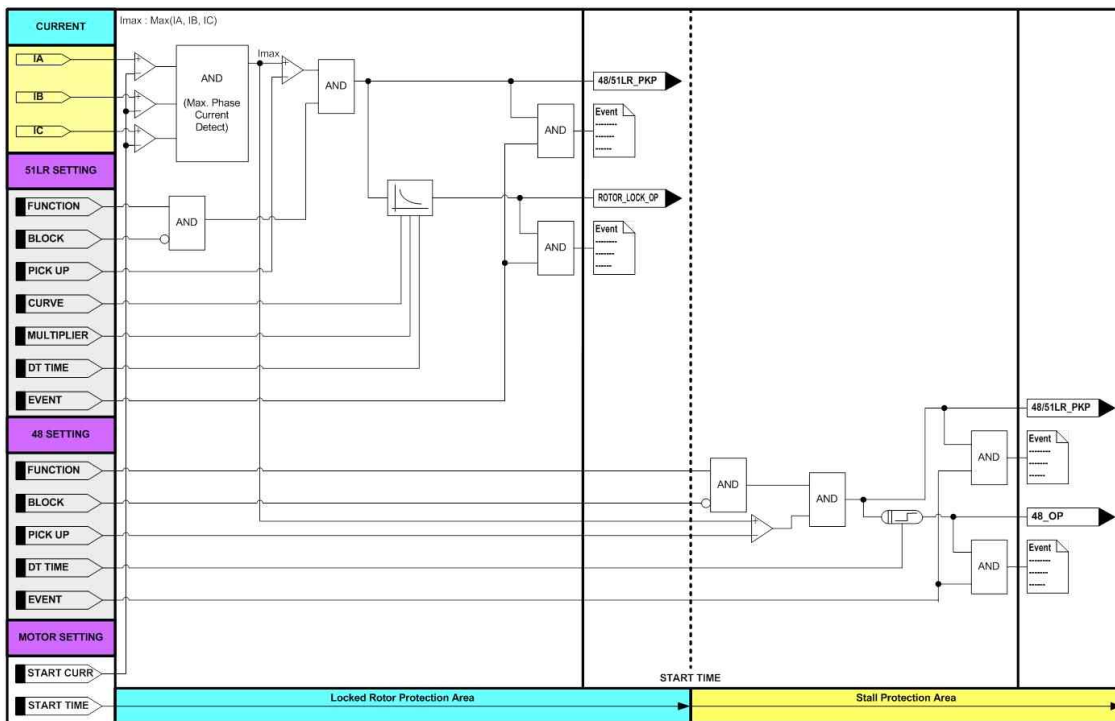 CURRENT
Imax : Max(IA, IB, IC)
IA
IB
IC
Imax
AND
(Max. Phase
Current
Detect)
AND
48/51LR_PKP
AND
Event
--------
-------
------
51LR SETTING
FUNCTION
BLOCK
PICK UP
CURVE
MULTIPLIER
DT TIME
EVENT
AND
ROTOR_LOCK_OP
AND
Event
--------
-------
------
48 SETTING
FUNCTION
BLOCK
PICK UP
DT TIME
EVENT
AND
AND
48/51LR_PKP
AND
Event
--------
-------
------
48_OP
AND
Event
--------
-------
------
MOTOR SETTING
START CURR
START TIME
START TIME
Locked Rotor Protection Area
Stall Protection Area